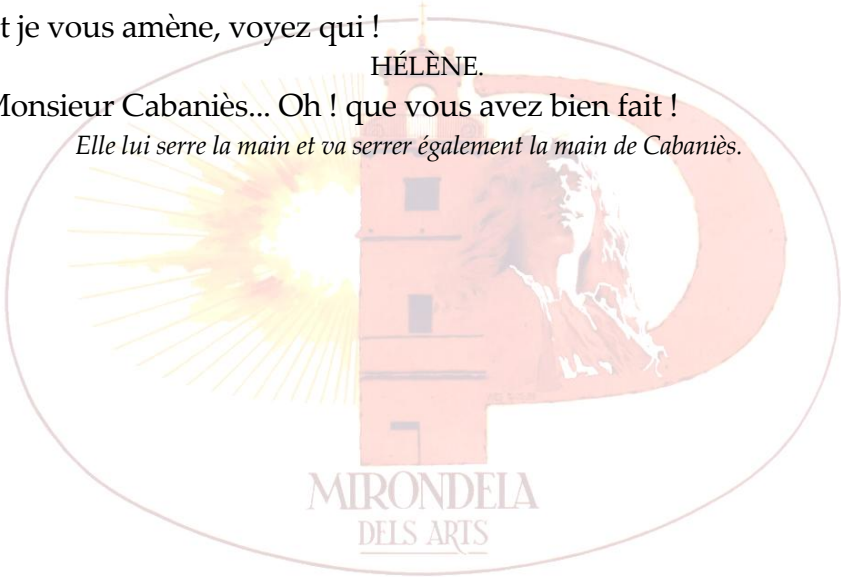 t je vous amène, voyez qui !
HÉLÈNE.
Monsieur Cabaniès... Oh ! que vous avez bien fait !
Elle lui serre la main et va serrer également la main de Cabaniès.
MIRONDELA
DELS ARTS